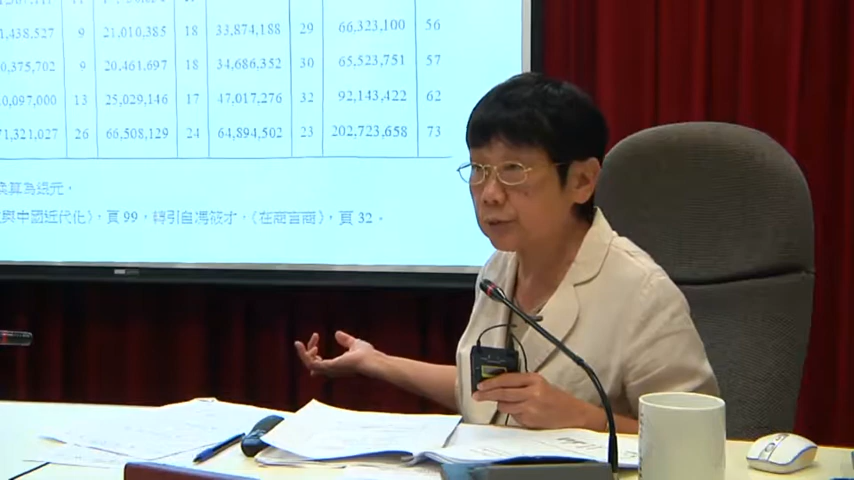 1,438,527 9 21,010,385 18 33,874,188 29 66,323,100 56
0,375,702 9 20,461,697 18 34,686,352 30 65,523,751 57
0,097,000 13 25,029,146 17 47,017,276 32 92,143,422 62
71,321,027 26 66,508,129 24 64,894,502 23 202,723,658 73
換算為銀元。
與中國近代化》,頁99,轉引自馮筱才,《在商言商》,頁32。